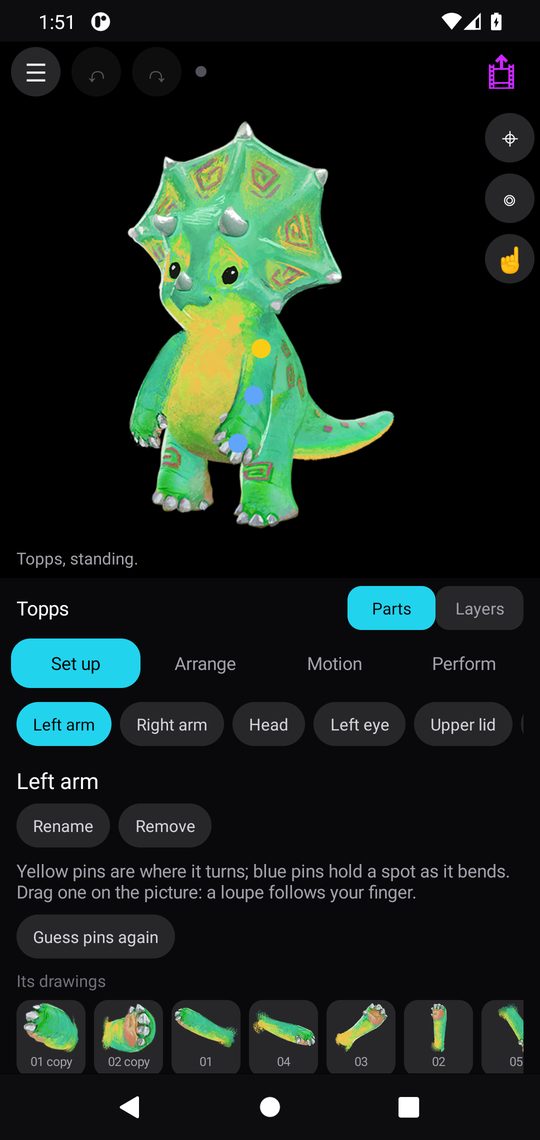 1:51
Topps, standing.
Topps
Parts
Layers
Set up
Arrange
Motion
Perform
Left arm
Right arm
Head
Left eye
Upper lid
Left arm
Rename
Remove
Yellow pins are where it turns; blue pins hold a spot as it bends.
Drag one on the picture: a loupe follows your finger.
Guess pins again
Its drawings
01 copy
02 copy
01
04
03
02
05